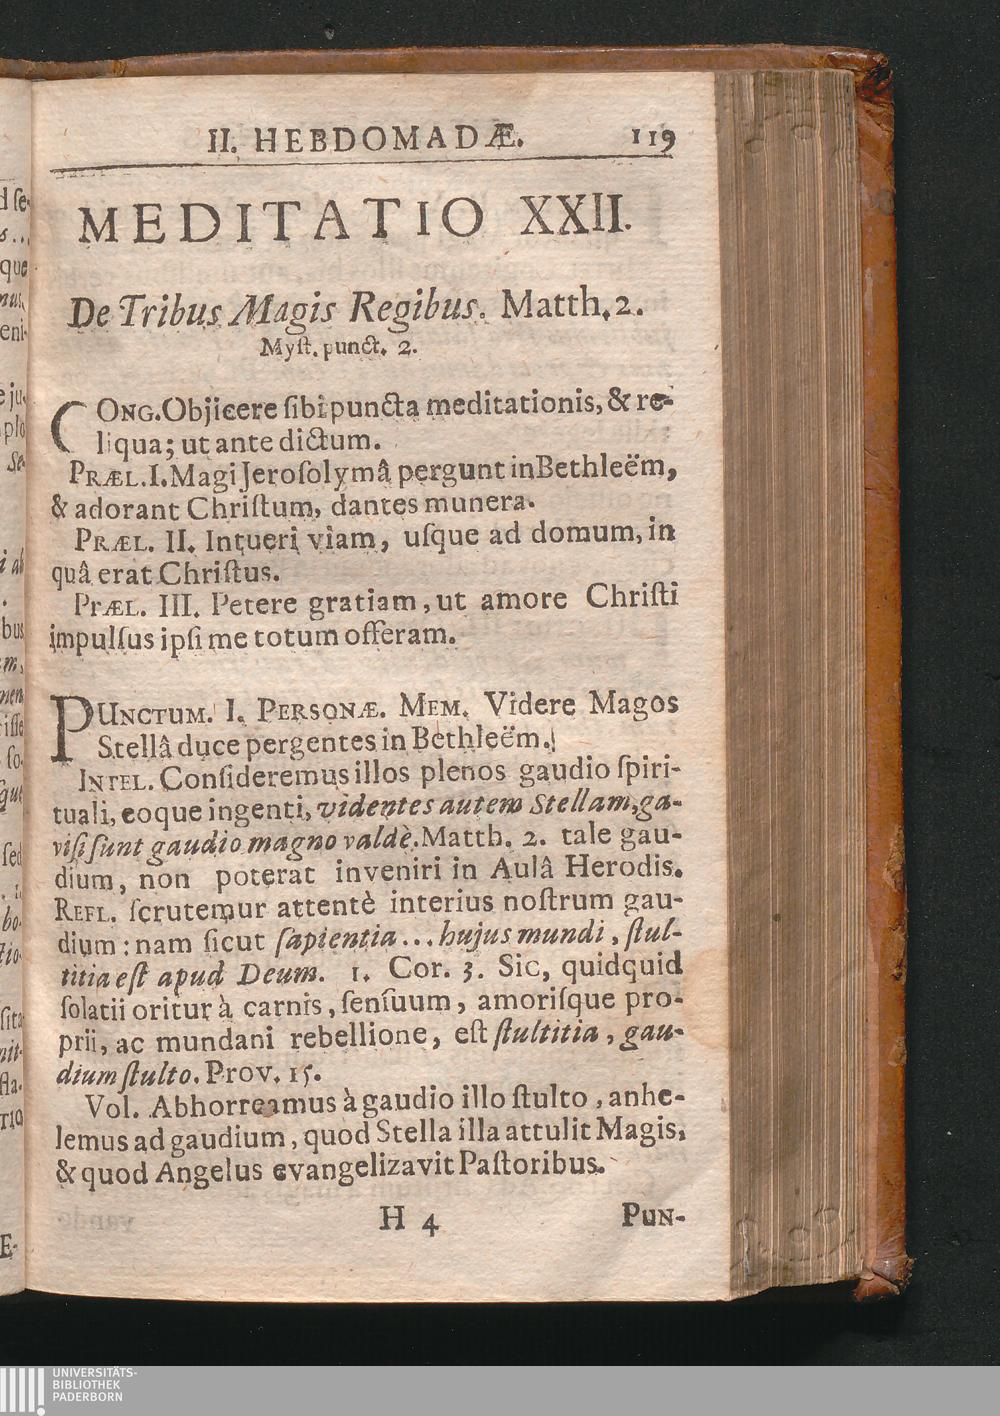 II. HEBDOMADÆ. 119
MEDITATIO XXII.
De Tribus Magis Regibus. Matth. 2.
Myſt. punct. 2.
CONG. Objicere ſibi puncta meditationis, & re-
liqua; ut ante dictum.
PRÆL. I. Magi Jeroſolymâ pergunt in Bethleëm,
& adorant Chriſtum, dantes munera.
PRÆL. II. Intueri viam, uſque ad domum, in
quâ erat Chriſtus.
PRÆL. III. Petere gratiam, ut amore Chriſti
impulſus ipſi me totum offeram.
PUNCTUM. I. PERSONÆ. MEM. Videre Magos
Stellâ duce pergentes in Bethleëm.
INTEL. Conſideremus illos plenos gaudio ſpiri-
tuali, eoque ingenti, videntes autem Stellam, ga-
viſi ſunt gaudio magno valdè. Matth. 2. tale gau-
dium, non poterat inveniri in Aulâ Herodis.
REFL. ſcrutemur attentè interius noſtrum gau-
dium: nam ſicut ſapientia... hujus mundi, ſtul-
titia eſt apud Deum. 1. Cor. 3. Sic, quidquid
ſolatii oritur à carnis, ſenſuum, amoriſque pro-
prii, ac mundani rebellione, eſt ſtultitia, gau-
dium ſtulto. Prov. 15.
Vol. Abhorreamus à gaudio illo ſtulto, anhe-
lemus ad gaudium, quod Stella illa attulit Magis,
& quod Angelus evangelizavit Paſtoribus.
H 4 PUN-
UNIVERSITÄTS-
BIBLIOTHEK
PADERBORN